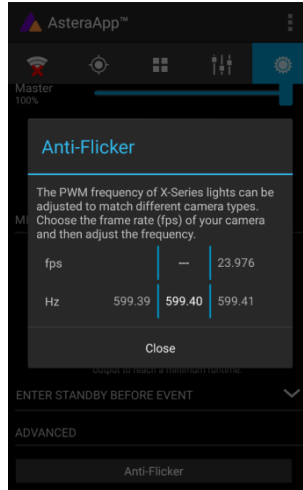 AsteraApp™
Master
100%
Anti-Flicker
The PWM frequency of X-Series lights can be
adjusted to match different camera types.
Choose the frame rate (fps) of your camera
and then adjust the frequency.
fps --- 23.976
Hz 599.39 599.40 599.41
Close
output to reach a minimum runtime.
ENTER STANDBY BEFORE EVENT
ADVANCED
Anti-Flicker